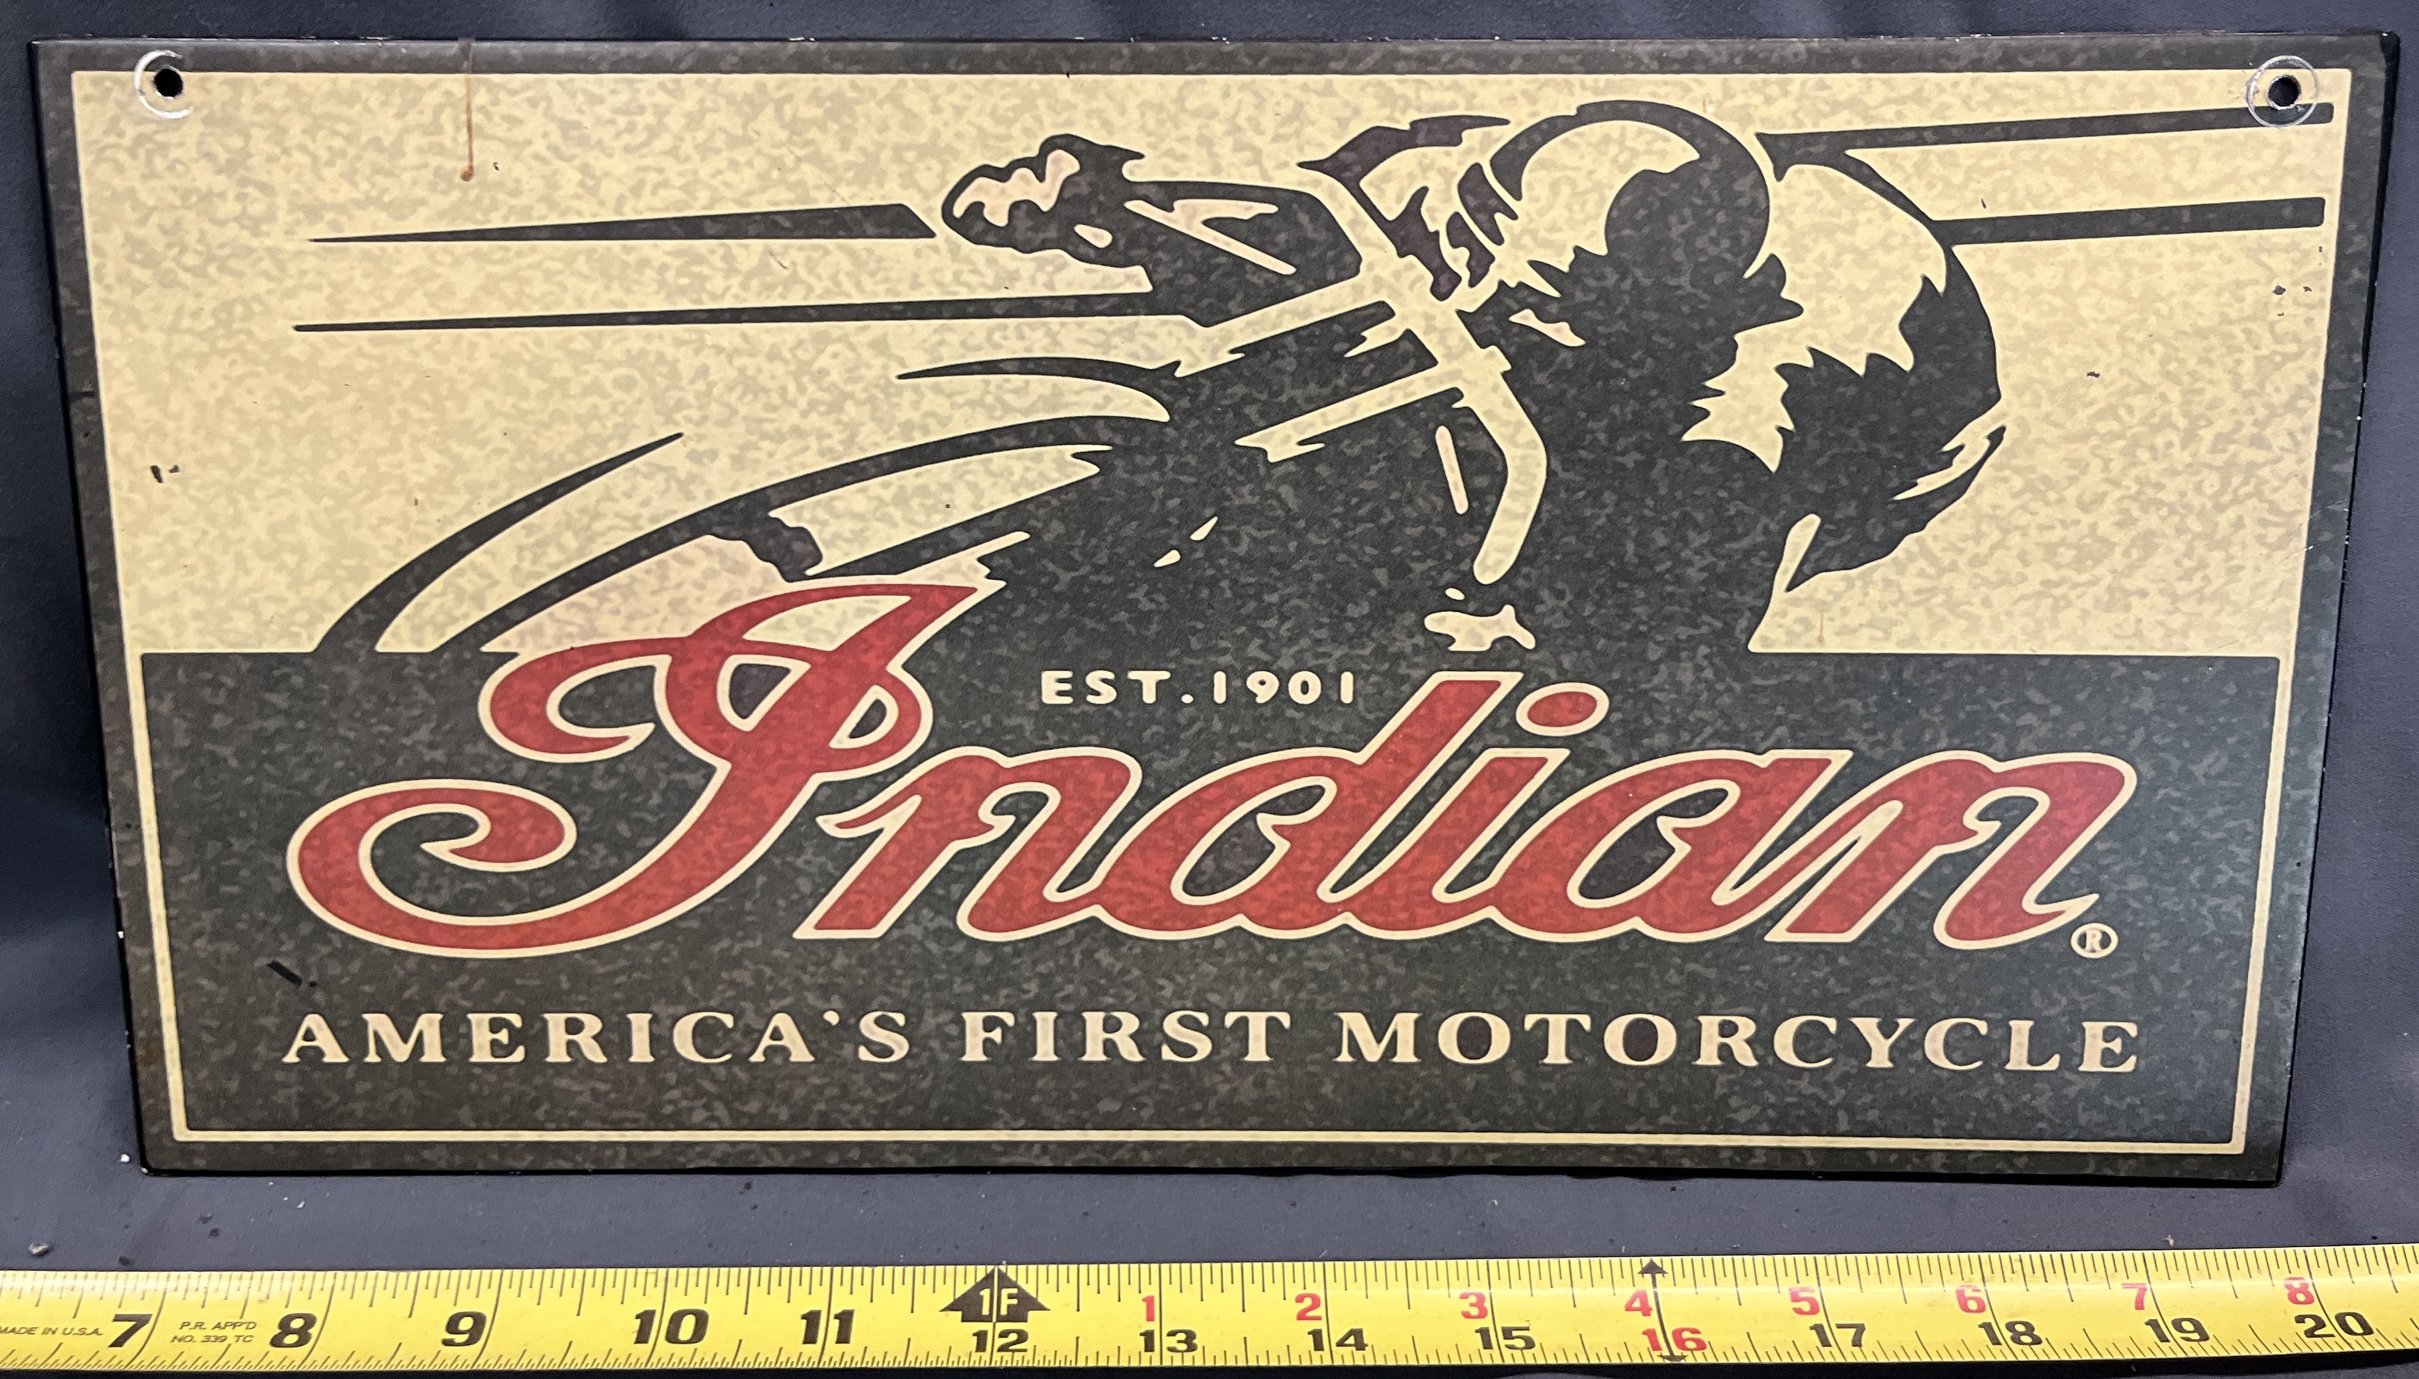 EST. 1901
Indian®
AMERICA'S FIRST MOTORCYCLE
1F
1 2 3 4 5 6 7 8
MADE IN U.S.A. 7 P.R. APP'D 8 9 10 11 12 13 14 15 16 17 18 19 20
NO. 339 TC